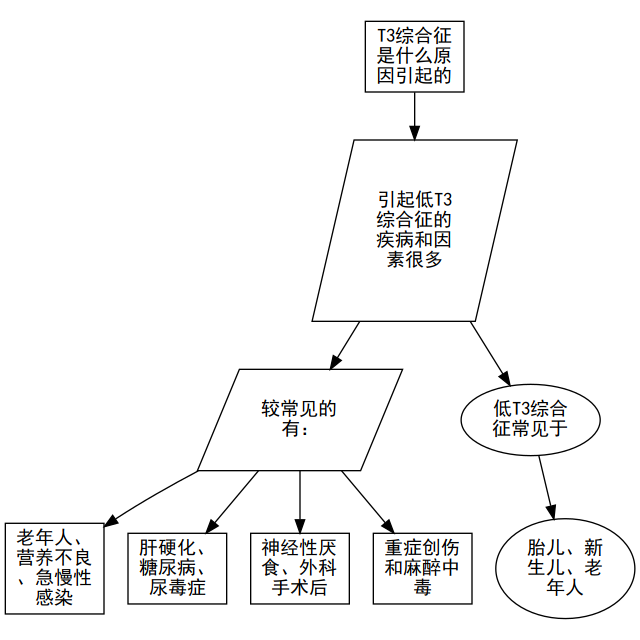 T3综合征
是什么原
因引起的
引起低T3
综合征的
疾病和因
素很多
较常见的
有：
低T3综合
征常见于
老年人、
营养不良
、急慢性
感染
肝硬化、
糖尿病、
尿毒症
神经性厌
食、外科
手术后
重症创伤
和麻醉中
毒
胎儿、新
生儿、老
年人